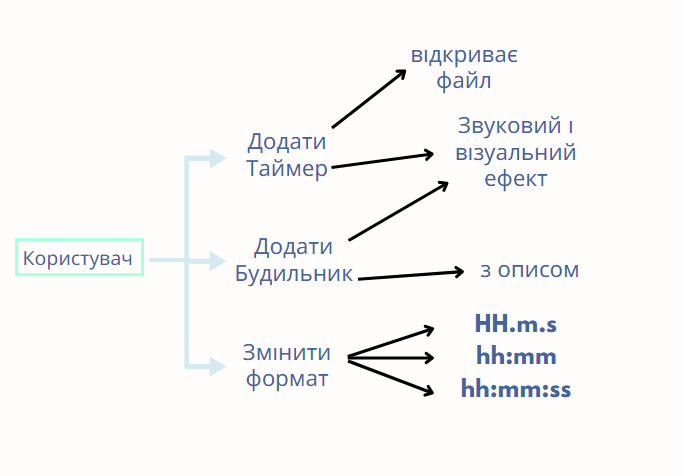 відкриває
файл
Звуковий і
візуальний
ефект
Додати
Таймер
Користувач
Додати
Будильник
з описом
Змінити
формат
HH.m.s
hh:mm
hh:mm:ss